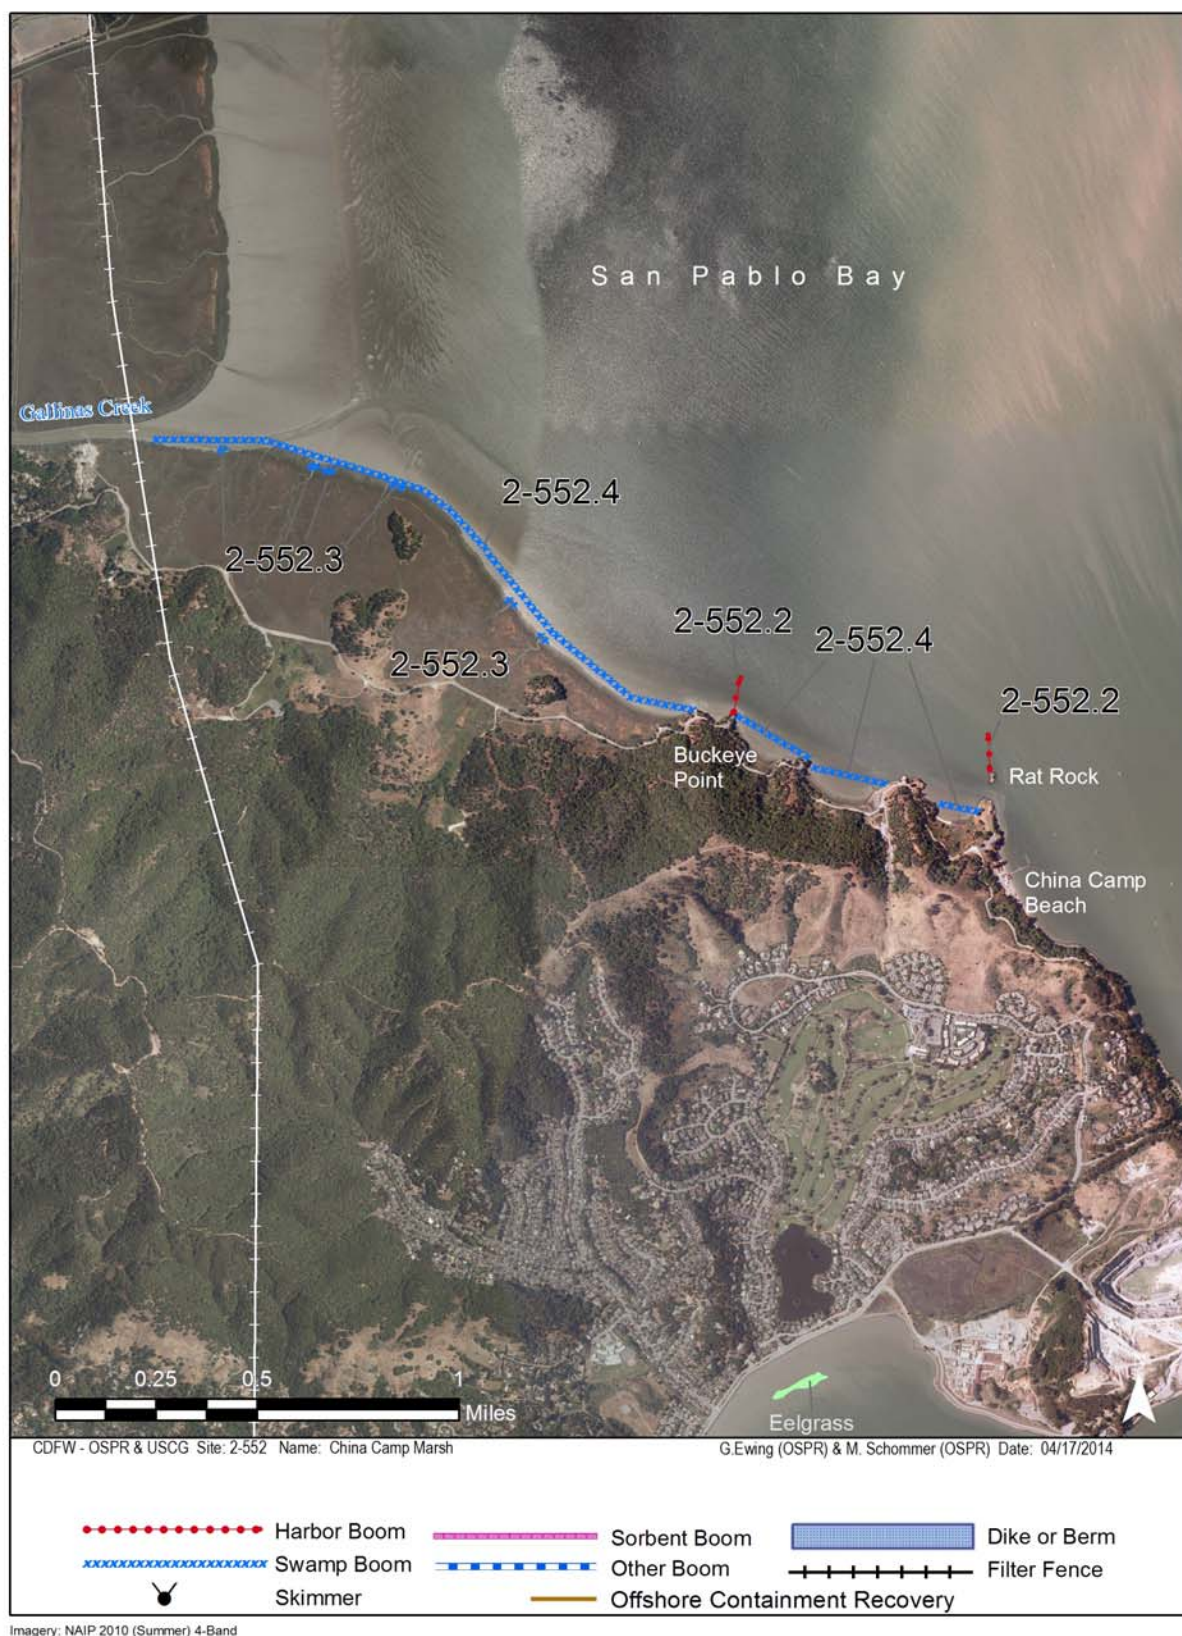 San Pablo Bay
Gallinas Creek
2-552.4
2-552.3
2-552.2
2-552.4
2-552.3
2-552.2
Buckeye
Point
Rat Rock
China Camp
Beach
0 0.25 0.5 1
Miles
Eelgrass
CDFW - OSPR & USCG Site: 2-552 Name: China Camp Marsh
G.Ewing (OSPR) & M. Schommer (OSPR) Date: 04/17/2014
Harbor Boom
Sorbent Boom
Dike or Berm
Swamp Boom
Other Boom
Filter Fence
Skimmer
Offshore Containment Recovery
Imagery: NAIP 2010 (Summer) 4-Band